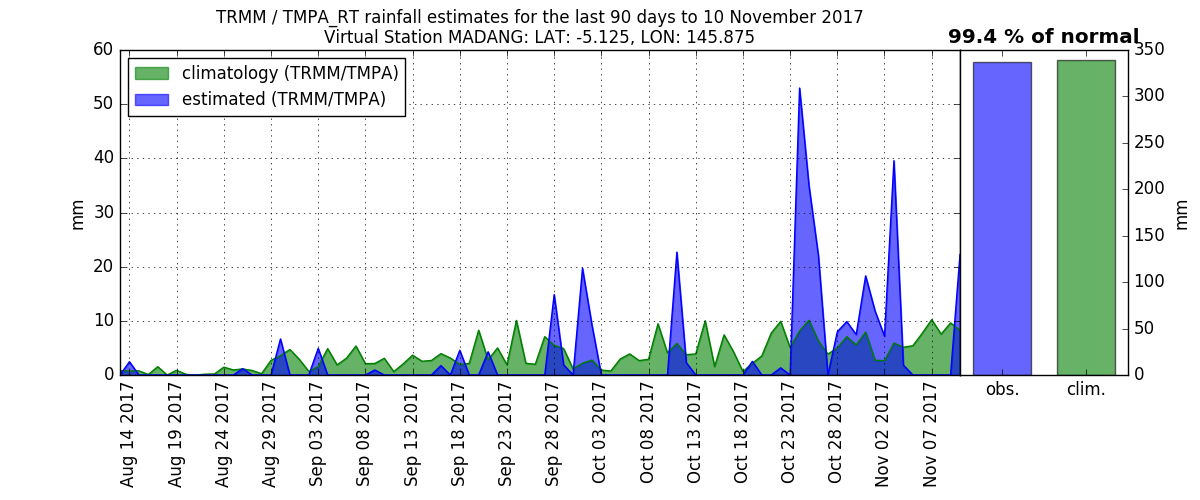 TRMM / TMPA_RT rainfall estimates for the last 90 days to 10 November 2017
Virtual Station MADANG: LAT: -5.125, LON: 145.875
99.4 % of normal
climatology (TRMM/TMPA)
estimated (TRMM/TMPA)
mm
60
50
40
30
20
10
0
Aug 14 2017
Aug 19 2017
Aug 24 2017
Aug 29 2017
Sep 03 2017
Sep 08 2017
Sep 13 2017
Sep 18 2017
Sep 23 2017
Sep 28 2017
Oct 03 2017
Oct 08 2017
Oct 13 2017
Oct 18 2017
Oct 23 2017
Oct 28 2017
Nov 02 2017
Nov 07 2017
obs.
clim.
350
300
250
200
150
100
50
0
mm